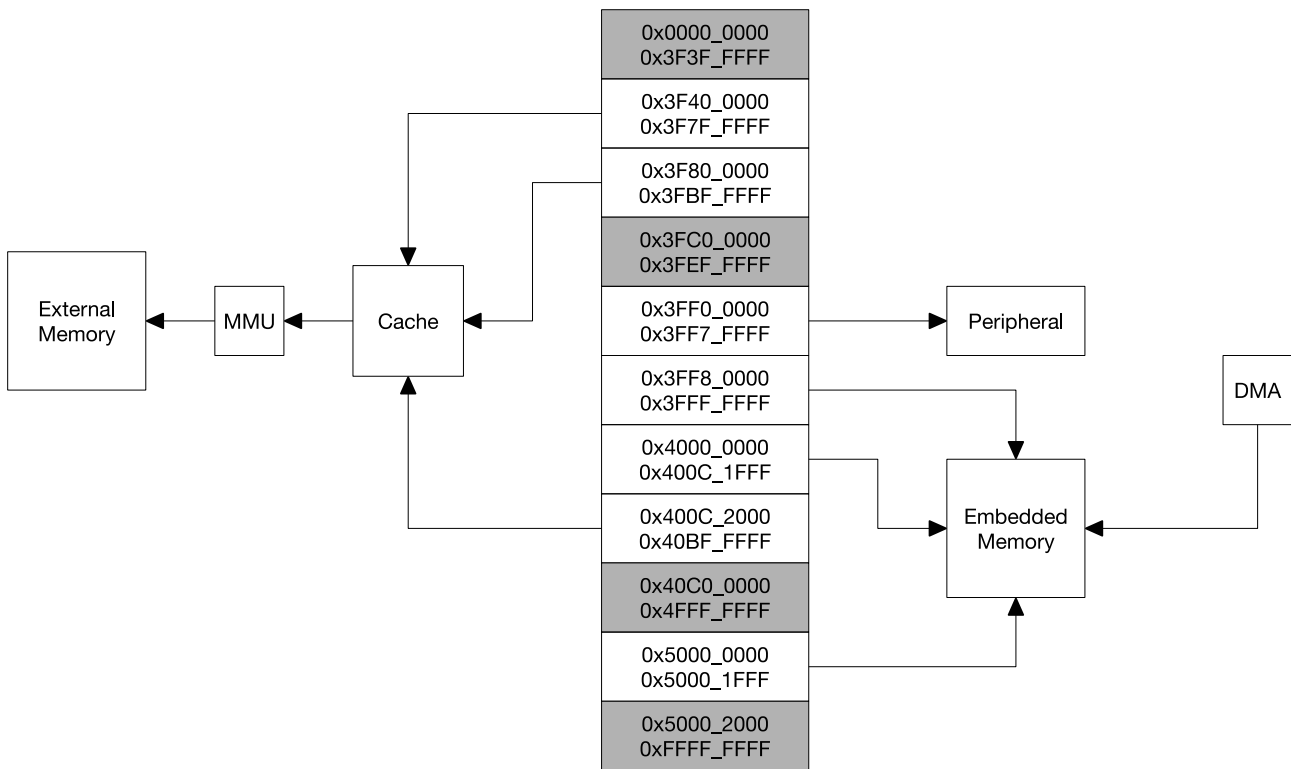 0x0000_0000
0x3F3F_FFFF
0x3F40_0000
0x3F7F_FFFF
0x3F80_0000
0x3FBF_FFFF
0x3FC0_0000
0x3FEF_FFFF
0x3FF0_0000
0x3FF7_FFFF
0x3FF8_0000
0x3FFF_FFFF
0x4000_0000
0x400C_1FFF
0x400C_2000
0x40BF_FFFF
0x40C0_0000
0x4FFF_FFFF
0x5000_0000
0x5000_1FFF
0x5000_2000
0xFFFF_FFFF
External
Memory
MMU
Cache
Peripheral
DMA
Embedded
Memory